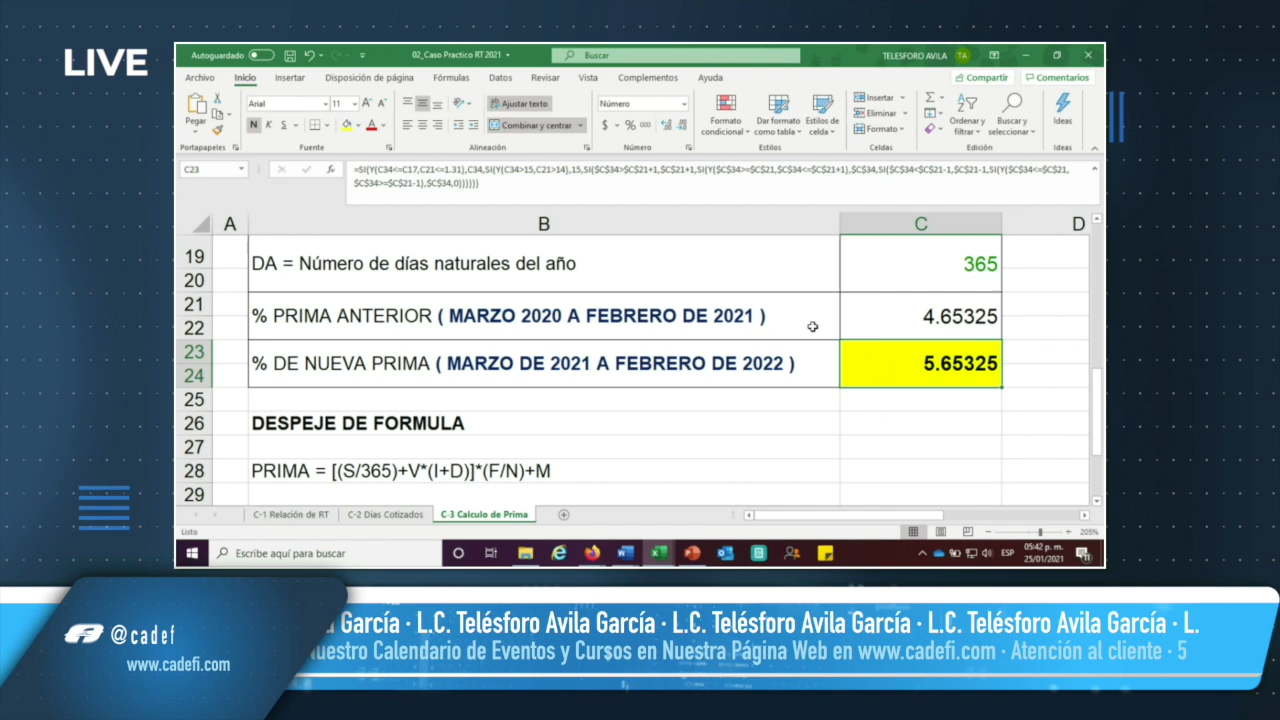 LIVE
Autoguardado
02_Caso Practico RT 2021
Buscar
TELESFORO AVILA
TA
Archivo Inicio Insertar Disposición de página Fórmulas Datos Revisar Vista Complementos Ayuda
Compartir
Comentarios
Pegar
Arial
11
N K S
Ajustar texto
Combinar y centrar
Número
$ % 000
Formato condicional
Dar formato como tabla
Estilos de celda
Insertar
Eliminar
Formato
Ordenar y filtrar
Buscar y seleccionar
Ideas
Portapapeles Fuente Alineación Número Estilos Celdas Edición Ideas
C23
fx
=SI(Y(C34<=C17,C21<=1.31),C34,SI(Y(C34>15,C21>14),15,SI($C$34>$C$21+1,$C$21+1,SI(Y($C$34>=$C$21,$C$34<=$C$21+1),$C$34,SI($C$34<$C$21-1,$C$21-1,SI(Y($C$34<=$C$21,
$C$34>=$C$21-1),$C$34,0))))))
A B C D
19
DA = Número de días naturales del año 365
20
21
% PRIMA ANTERIOR ( MARZO 2020 A FEBRERO DE 2021 ) 4.65325
22
23
% DE NUEVA PRIMA ( MARZO DE 2021 A FEBRERO DE 2022 ) 5.65325
24
25
26 DESPEJE DE FORMULA
27
28 PRIMA = [(S/365)+V*(I+D)]*(F/N)+M
29
C-1 Relación de RT C-2 Dias Cotizados C-3 Calculo de Prima
Listo
205%
Escribe aquí para buscar
ESP
05:42 p. m.
25/01/2021
@cadef
www.cadefi.com
a García · L.C. Telésforo Avila García · L.C. Telésforo Avila García · L.C. Telésforo Avila García · L.
Nuestro Calendario de Eventos y Cursos en Nuestra Página Web en www.cadefi.com · Atención al cliente · 5